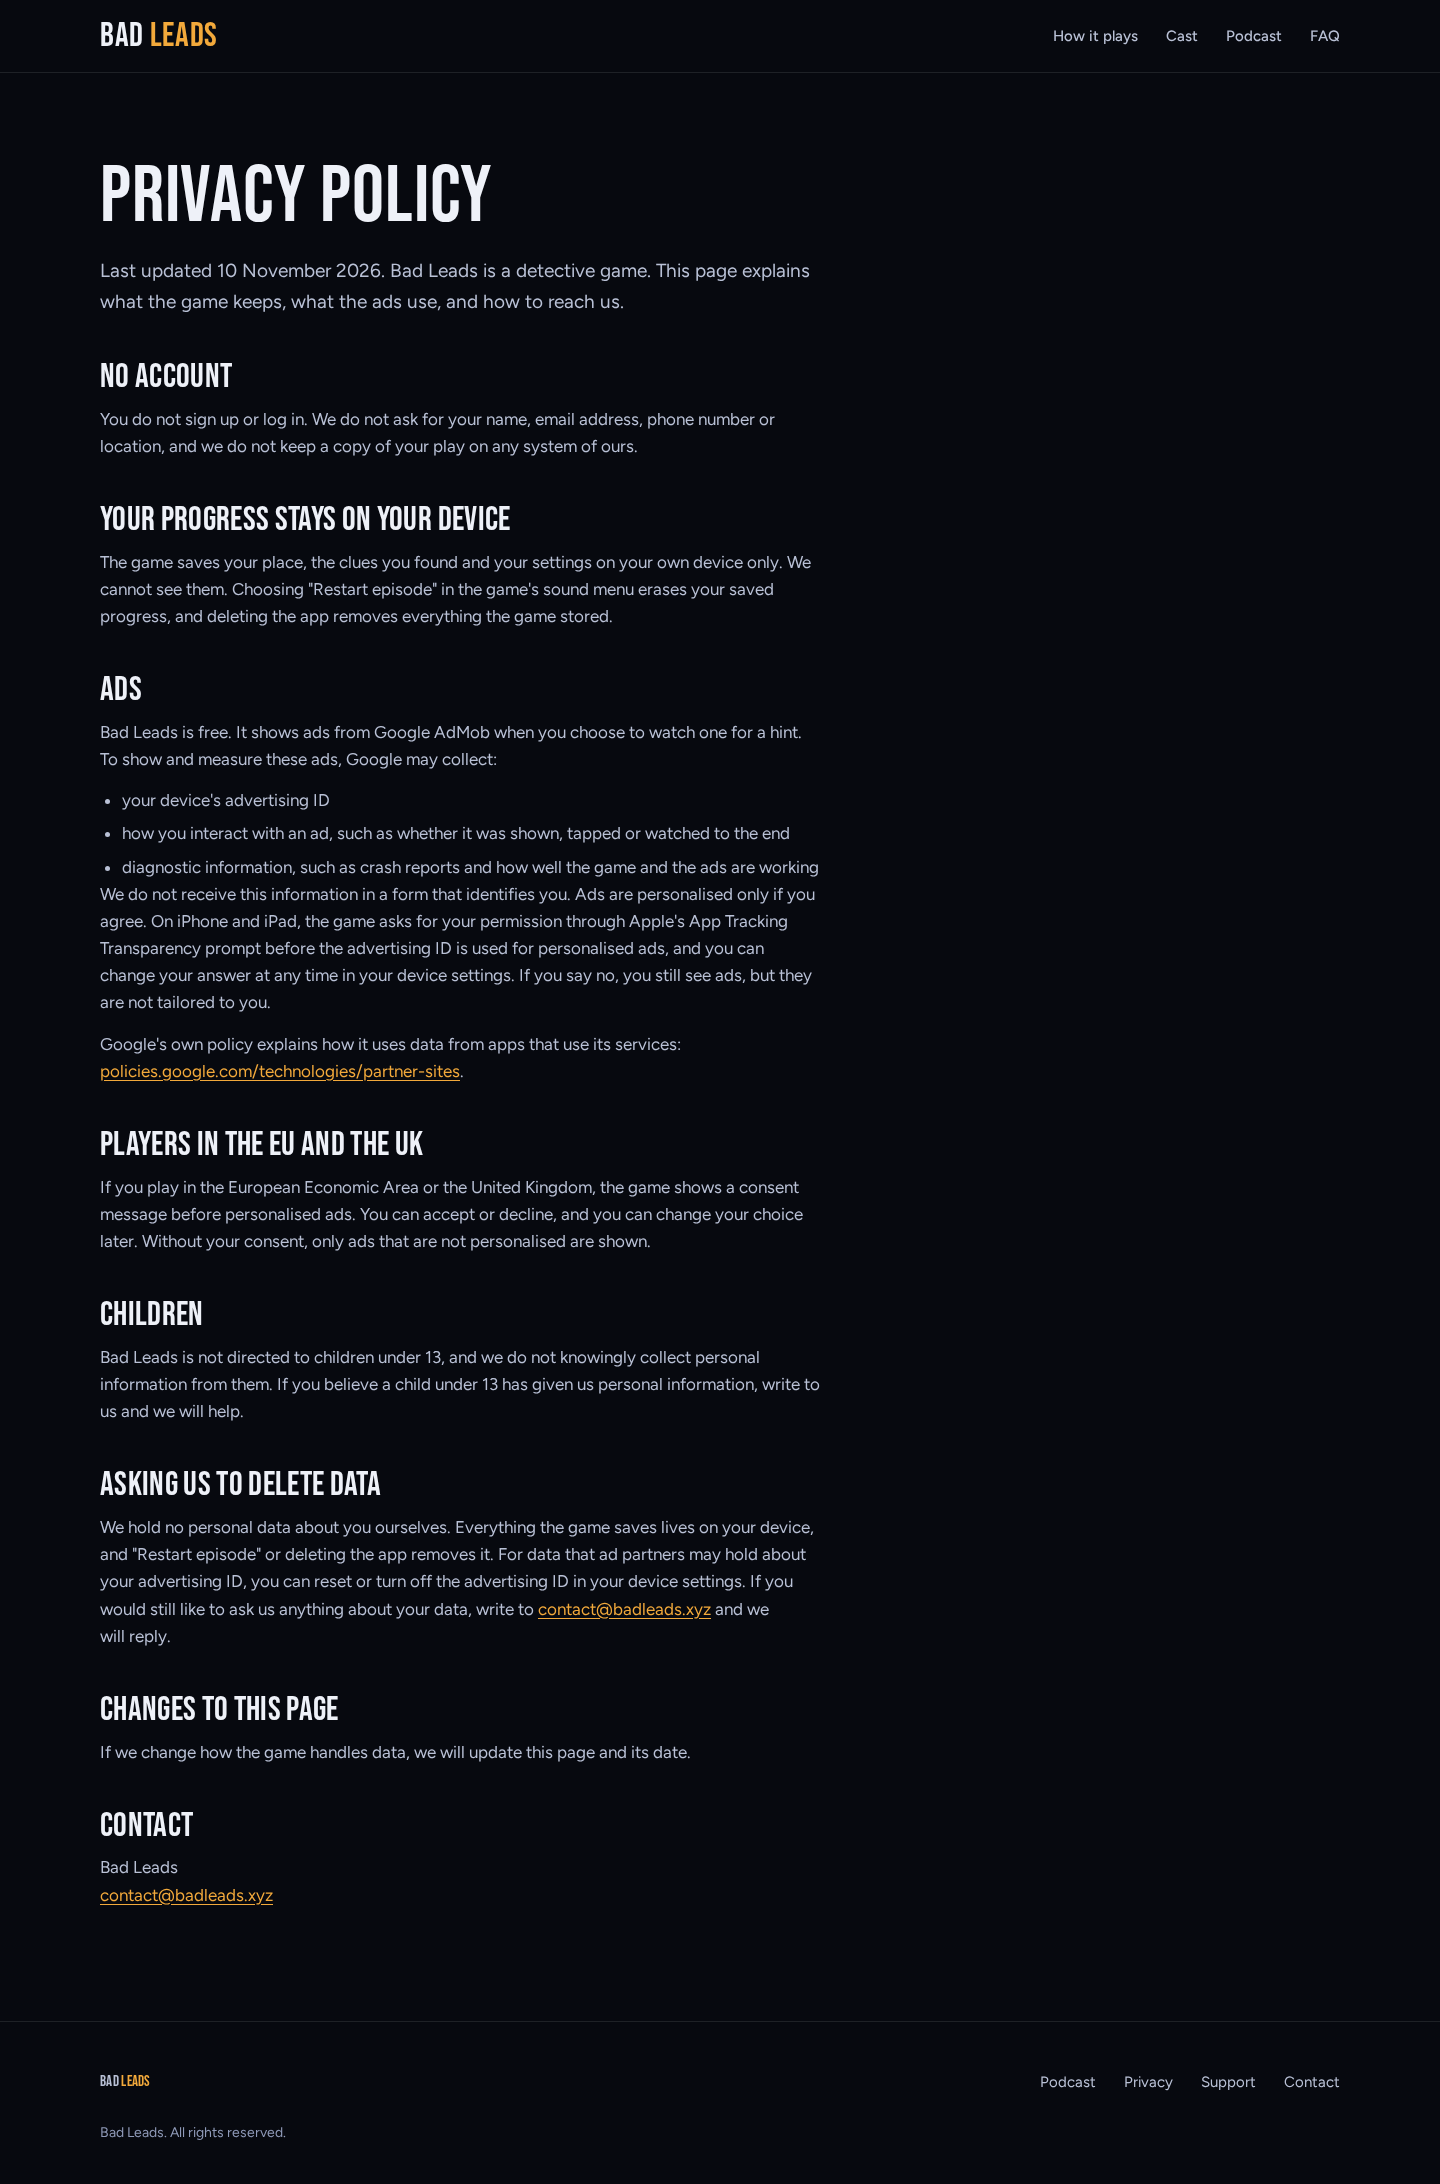 BAD LEADS
How it plays Cast Podcast FAQ
PRIVACY POLICY
Last updated 10 November 2026. Bad Leads is a detective game. This page explains
what the game keeps, what the ads use, and how to reach us.
NO ACCOUNT
You do not sign up or log in. We do not ask for your name, email address, phone number or
location, and we do not keep a copy of your play on any system of ours.
YOUR PROGRESS STAYS ON YOUR DEVICE
The game saves your place, the clues you found and your settings on your own device only. We
cannot see them. Choosing "Restart episode" in the game's sound menu erases your saved
progress, and deleting the app removes everything the game stored.
ADS
Bad Leads is free. It shows ads from Google AdMob when you choose to watch one for a hint.
To show and measure these ads, Google may collect:
• your device's advertising ID
• how you interact with an ad, such as whether it was shown, tapped or watched to the end
• diagnostic information, such as crash reports and how well the game and the ads are working
We do not receive this information in a form that identifies you. Ads are personalised only if you
agree. On iPhone and iPad, the game asks for your permission through Apple's App Tracking
Transparency prompt before the advertising ID is used for personalised ads, and you can
change your answer at any time in your device settings. If you say no, you still see ads, but they
are not tailored to you.
Google's own policy explains how it uses data from apps that use its services:
policies.google.com/technologies/partner-sites.
PLAYERS IN THE EU AND THE UK
If you play in the European Economic Area or the United Kingdom, the game shows a consent
message before personalised ads. You can accept or decline, and you can change your choice
later. Without your consent, only ads that are not personalised are shown.
CHILDREN
Bad Leads is not directed to children under 13, and we do not knowingly collect personal
information from them. If you believe a child under 13 has given us personal information, write to
us and we will help.
ASKING US TO DELETE DATA
We hold no personal data about you ourselves. Everything the game saves lives on your device,
and "Restart episode" or deleting the app removes it. For data that ad partners may hold about
your advertising ID, you can reset or turn off the advertising ID in your device settings. If you
would still like to ask us anything about your data, write to contact@badleads.xyz and we
will reply.
CHANGES TO THIS PAGE
If we change how the game handles data, we will update this page and its date.
CONTACT
Bad Leads
contact@badleads.xyz
BAD LEADS
Podcast Privacy Support Contact
Bad Leads. All rights reserved.